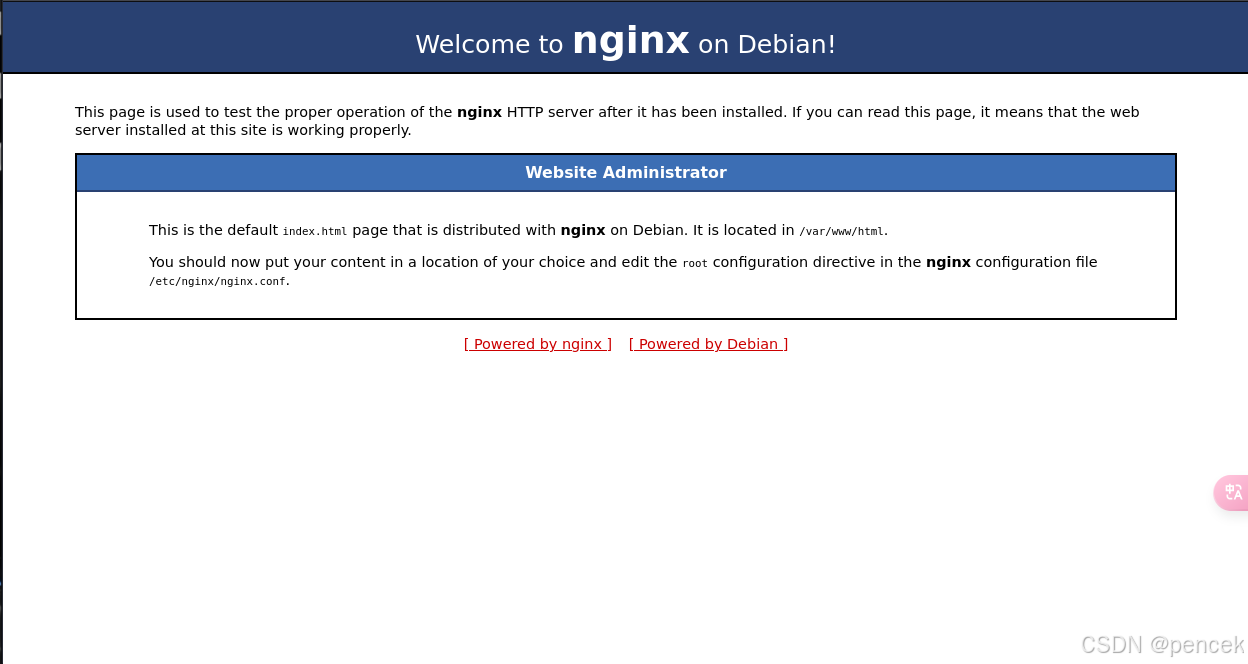 Welcome to nginx on Debian!
This page is used to test the proper operation of the nginx HTTP server after it has been installed. If you can read this page, it means that the web
server installed at this site is working properly.
Website Administrator
This is the default index.html page that is distributed with nginx on Debian. It is located in /var/www/html.
You should now put your content in a location of your choice and edit the root configuration directive in the nginx configuration file
/etc/nginx/nginx.conf.
[ Powered by nginx ] [ Powered by Debian ]
中A
CSDN @pencek